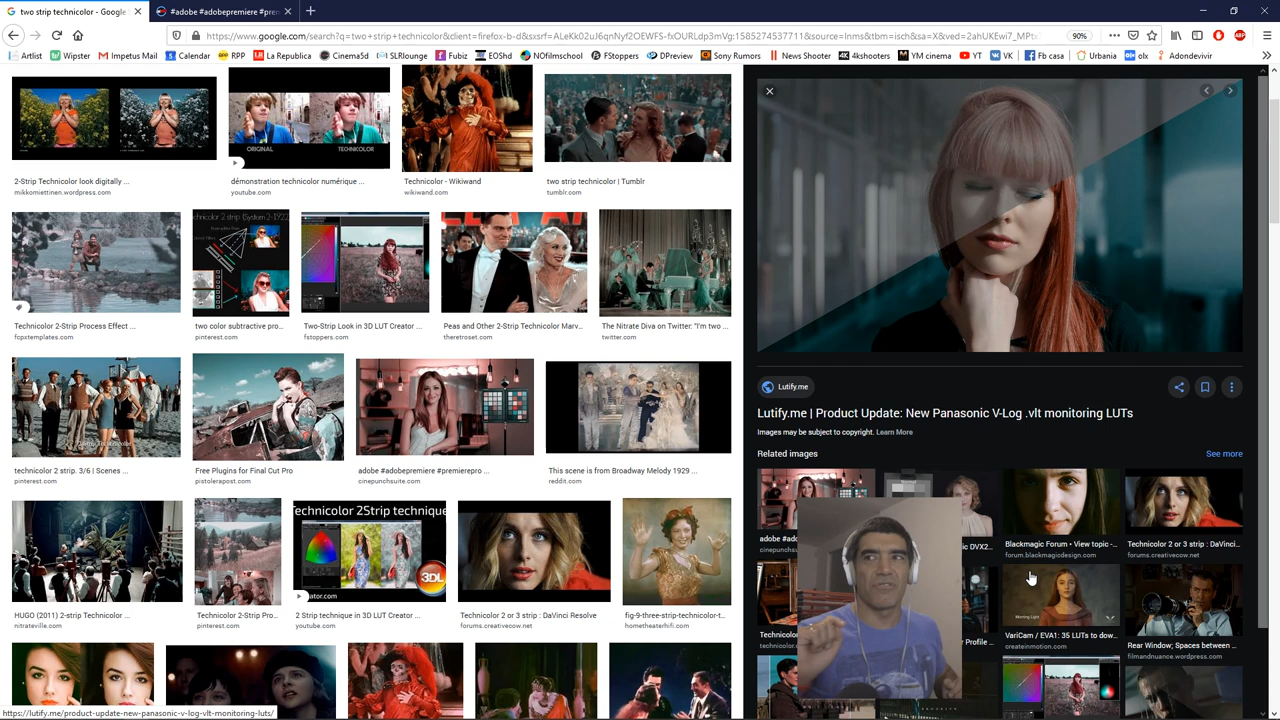 two strip technicolor - Google
#adobe #adobepremiere #pre
https://www.google.com/search?q=two+strip+technicolor&client=firefox-b-d&sxsrf=
90%
Artlist
Wipster
Impetus Mail
Calendar
RPP
La Republica
Cinema5d
SLRlounge
Fubiz
EOShd
NOfilmschool
FStoppers
DPreview
Sony Rumors
News Shooter
4kshooters
YM cinema
YT
VK
Fb casa
Urbania
olx
Adondevivir
ORIGINAL
TECHNICOLOR
2-Strip Technicolor look digitally ...
mikkomiettinen.wordpress.com
démonstration technicolor numérique ...
youtube.com
Technicolor - Wikiwand
wikiwand.com
two strip technicolor | Tumblr
tumblr.com
Technicolor 2-Strip Process Effect ...
fcpxtemplates.com
two color subtractive pro...
pinterest.com
Two-Strip Look in 3D LUT Creator ...
fstoppers.com
Peas and Other 2-Strip Technicolor Marv...
theretroset.com
The Nitrate Diva on Twitter: "I'm two ...
twitter.com
technicolor 2 strip. 3/6 | Scenes ...
pinterest.com
Free Plugins for Final Cut Pro
pistolerapost.com
adobe #adobepremiere #premierepro ...
cinepunchsuite.com
This scene is from Broadway Melody 1929 ...
reddit.com
Technicolor 2Strip technique
HUGO (2011) 2-strip Technicolor
nitrateville.com
Technicolor 2-Strip Pro...
pinterest.com
2 Strip technique in 3D LUT Creator ...
youtube.com
Technicolor 2 or 3 strip : DaVinci Resolve
forums.creativecow.net
fig-9-three-strip-technicolor-t...
hometheaterhifi.com
Lutify.me
Lutify.me | Product Update: New Panasonic V-Log .vlt monitoring LUTs
Images may be subject to copyright. Learn More
Related images
See more
adobe #ado
cinepunchs
ic DVX2...
Blackmagic Forum • View topic -...
forum.blackmagicdesign.com
Technicolor 2 or 3 strip : DaVinci...
forums.creativecow.net
Technicolo
technicolor.
Profile ...
Morning Light
VariCam / EVA1: 35 LUTs to dow...
createinmotion.com
Rear Window; Spaces between ...
filmandnuance.wordpress.com
https://lutify.me/product-update-new-panasonic-v-log-vlt-monitoring-luts/